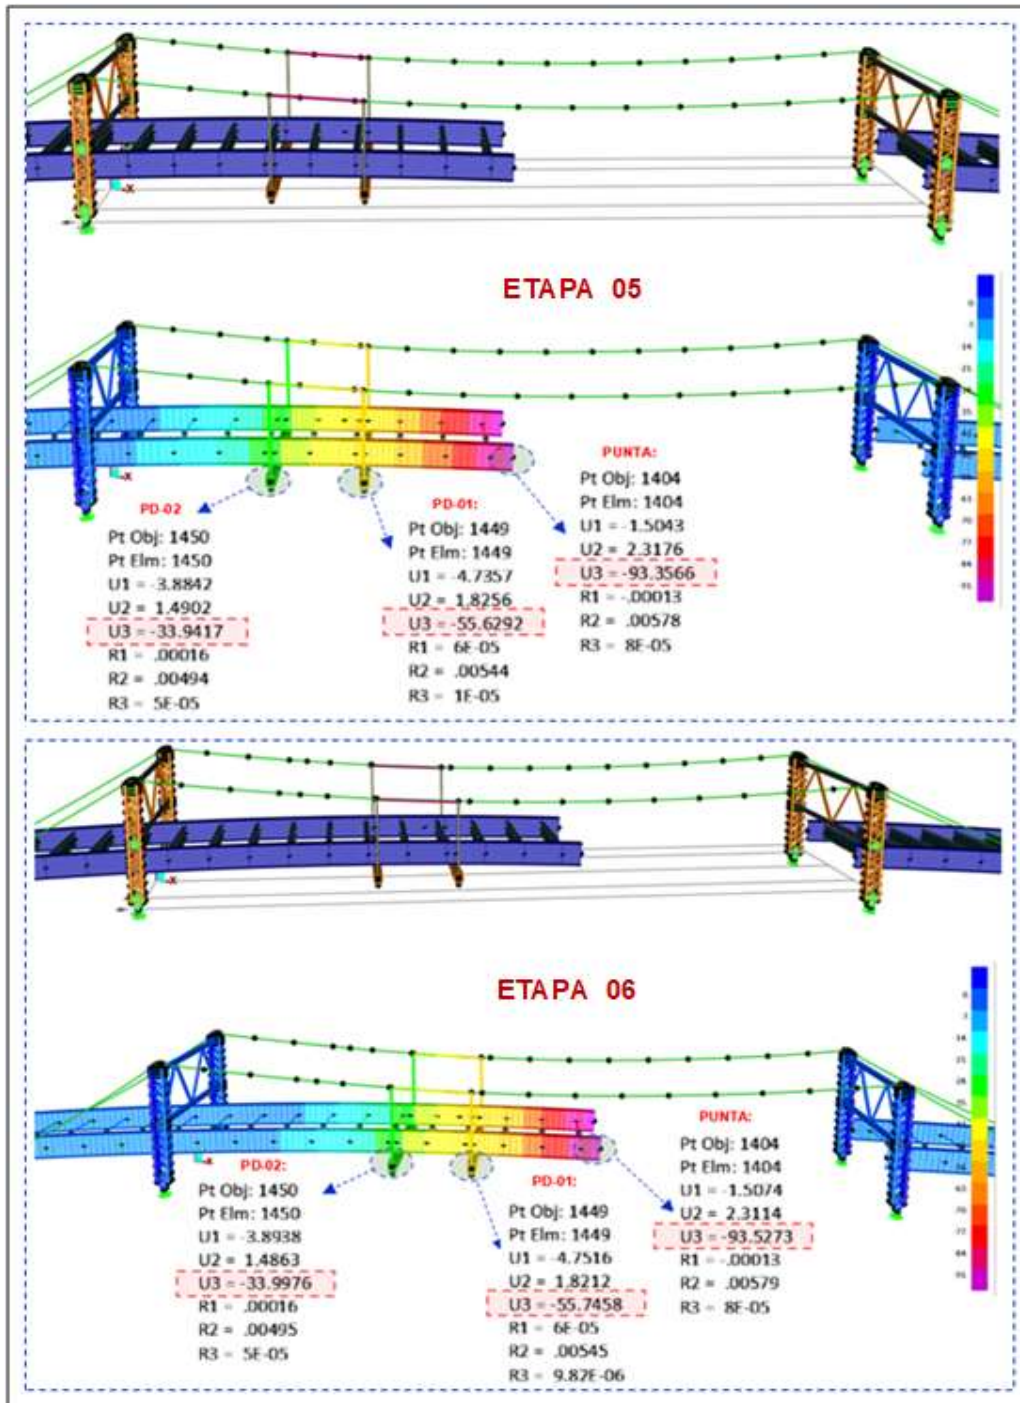 -X
ETAPA 05
-X
PUNTA:
Pt Obj: 1404
Pt Elm: 1404
U1 = -1.5043
U2 = 2.3176
U3 = -93.3566
R1 = -.00013
R2 = .00578
R3 = 8E-05
PD-01:
Pt Obj: 1449
Pt Elm: 1449
U1 = -4.7357
U2 = 1.8256
U3 = -55.6292
R1 = 6E-05
R2 = .00544
R3 = 1E-05
PD-02
Pt Obj: 1450
Pt Elm: 1450
U1 = -3.8842
U2 = 1.4902
U3 = -33.9417
R1 = .00016
R2 = .00494
R3 = 5E-05
-X
ETAPA 06
PUNTA:
Pt Obj: 1404
Pt Elm: 1404
U1 = -1.5074
U2 = 2.3114
U3 = -93.5273
R1 = -.00013
R2 = .00579
R3 = 8E-05
PD-02:
Pt Obj: 1450
Pt Elm: 1450
U1 = -3.8938
U2 = 1.4863
U3 = -33.9976
R1 = .00016
R2 = .00495
R3 = 5E-05
PD-01:
Pt Obj: 1449
Pt Elm: 1449
U1 = -4.7516
U2 = 1.8212
U3 = -55.7458
R1 = 6E-05
R2 = .00545
R3 = 9.82E-06